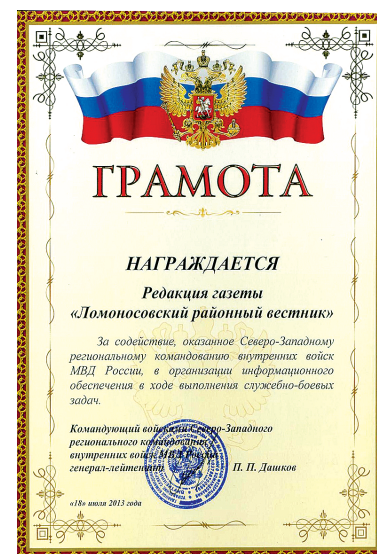 ГРАМОТА
НАГРАЖДАЕТСЯ
Редакция газеты
«Ломоносовский районный вестник»
За содействие, оказанное Северо-Западному
региональному командованию внутренних войск
МВД России, в организации информационного
обеспечения в ходе выполнения служебно-боевых
задач.
Командующий войсками Северо-Западного
регионального командования
внутренних войск МВД России
генерал-лейтенант П. П. Дашков
«18» июля 2013 года